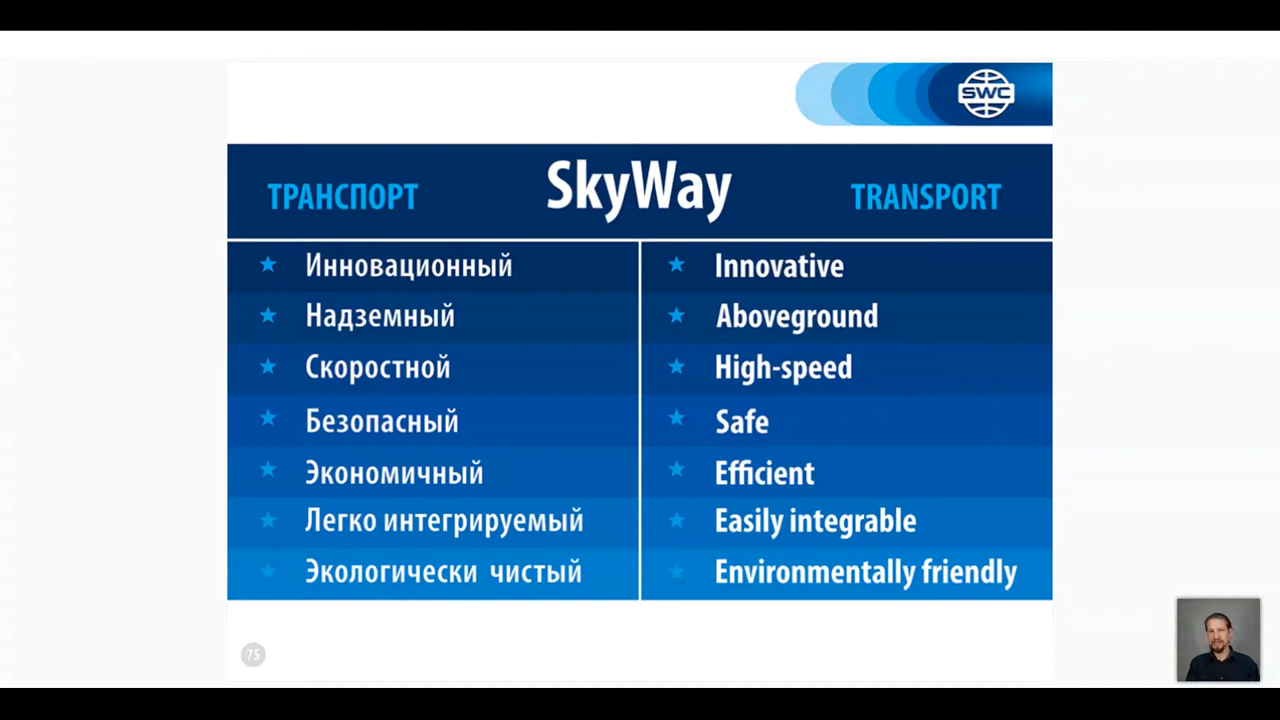 SWC
ТРАНСПОРТ SkyWay TRANSPORT
Инновационный
Надземный
Скоростной
Безопасный
Экономичный
Легко интегрируемый
Экологически чистый
Innovative
Aboveground
High-speed
Safe
Efficient
Easily integrable
Environmentally friendly
75